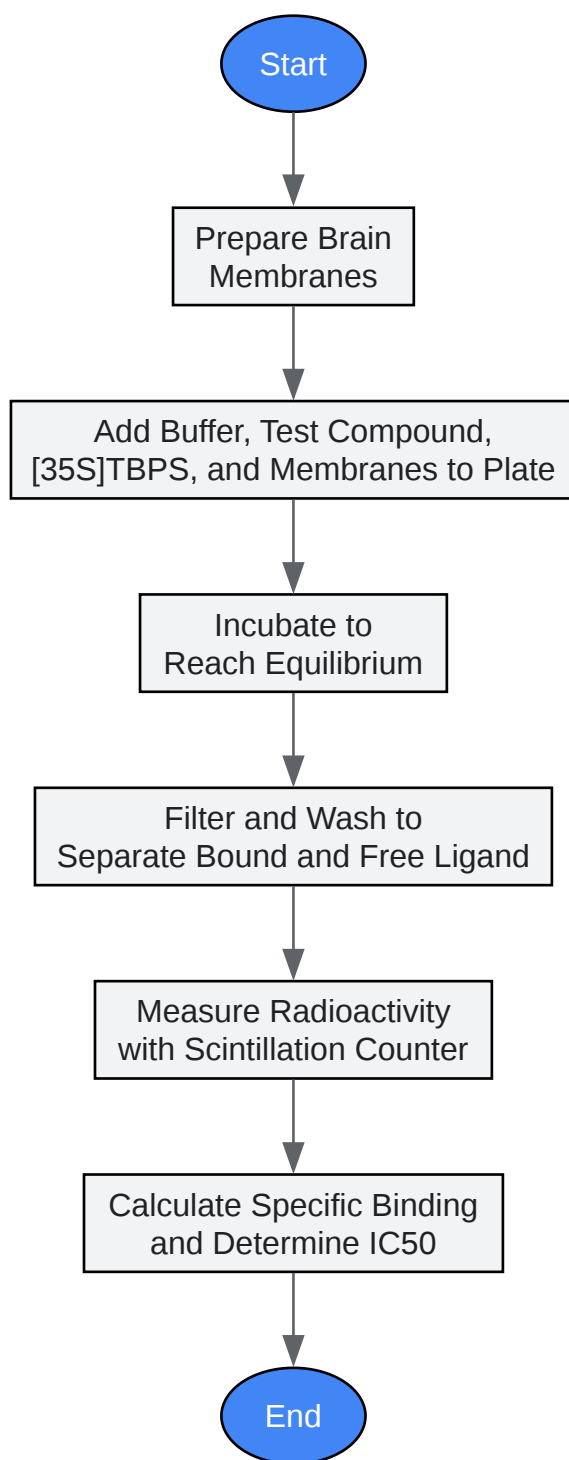 Start
Prepare Brain
Membranes
Add Buffer, Test Compound,
[35S]TBPS, and Membranes to Plate
Incubate to
Reach Equilibrium
Filter and Wash to
Separate Bound and Free Ligand
Measure Radioactivity
with Scintillation Counter
Calculate Specific Binding
and Determine IC50
End